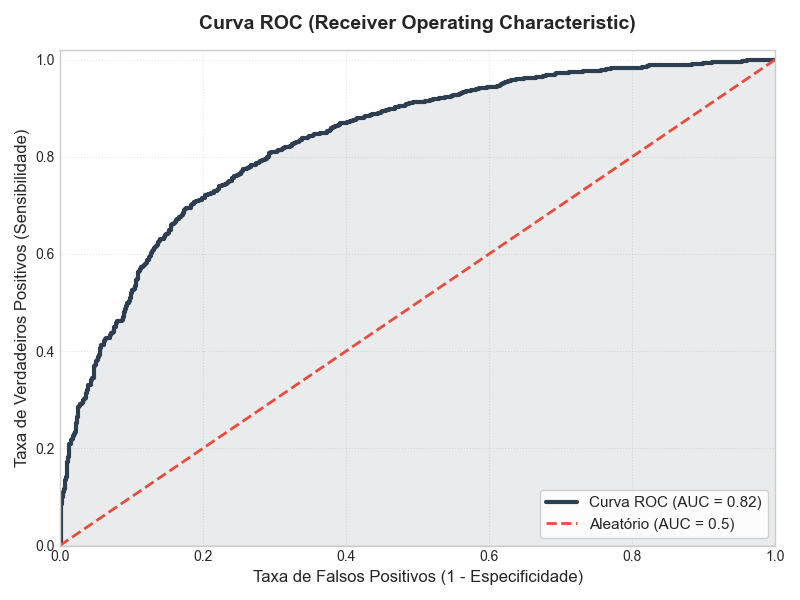 Curva ROC (Receiver Operating Characteristic)
Taxa de Verdadeiros Positivos (Sensibilidade)
1.0
0.8
0.6
0.4
0.2
0.0
0.0 0.2 0.4 0.6 0.8 1.0
Taxa de Falsos Positivos (1 - Especificidade)
Curva ROC (AUC = 0.82)
Aleatório (AUC = 0.5)